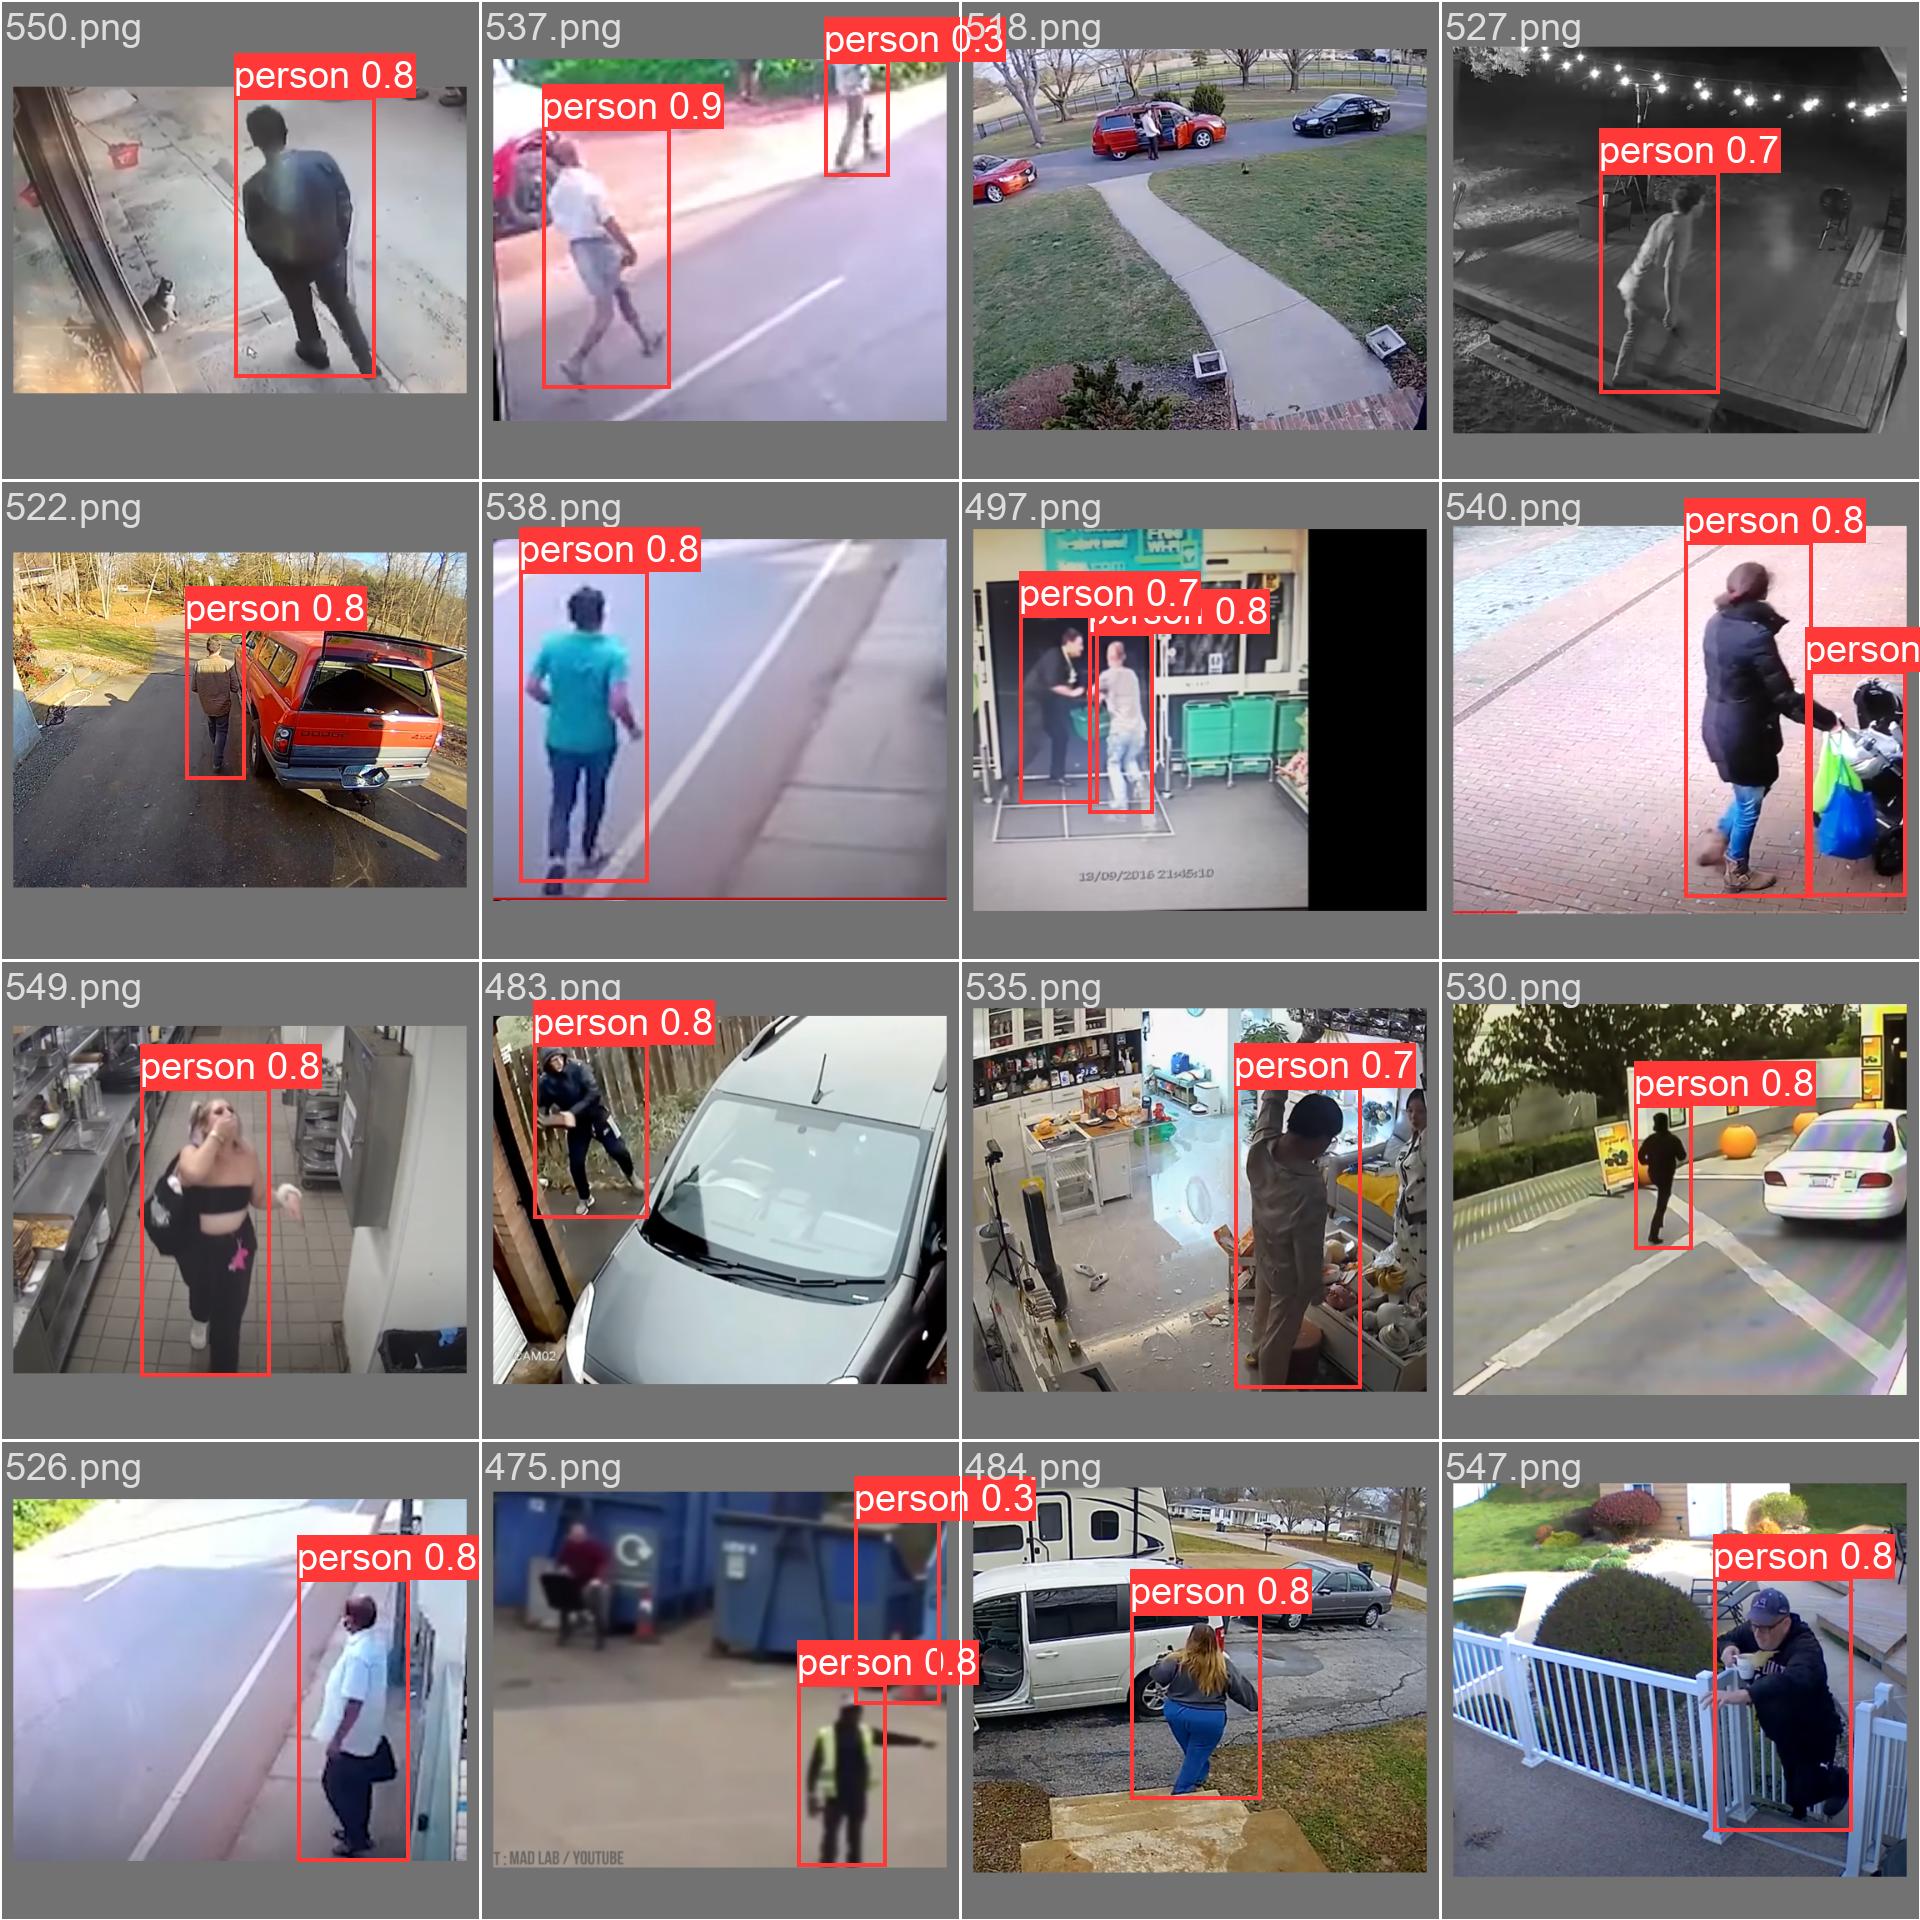 550.png
person 0.8
537.png
person 0.9
person 0.3
518.png
527.png
person 0.7
522.png
person 0.8
538.png
person 0.8
497.png
Free
Wi-Fi
person 0.7
person 0.8
13/09/2016 21:45:10
540.png
person 0.8
person
549.png
person 0.8
483.png
person 0.8
CAM02
535.png
person 0.7
530.png
person 0.8
526.png
person 0.8
475.png
person 0.3
person 0.8
T : MAD LAB / YOUTUBE
484.png
person 0.8
547.png
person 0.8